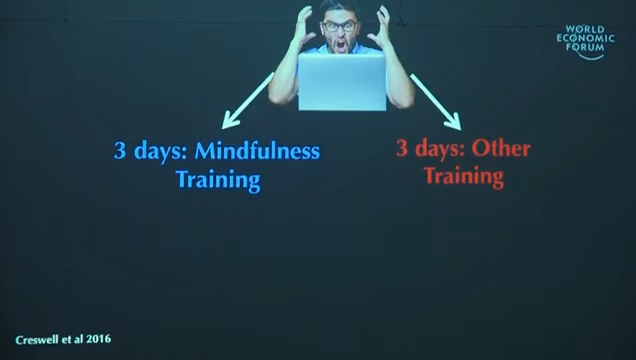 WORLD
ECONOMIC
FORUM
3 days: Mindfulness
Training
3 days: Other
Training
Creswell et al 2016